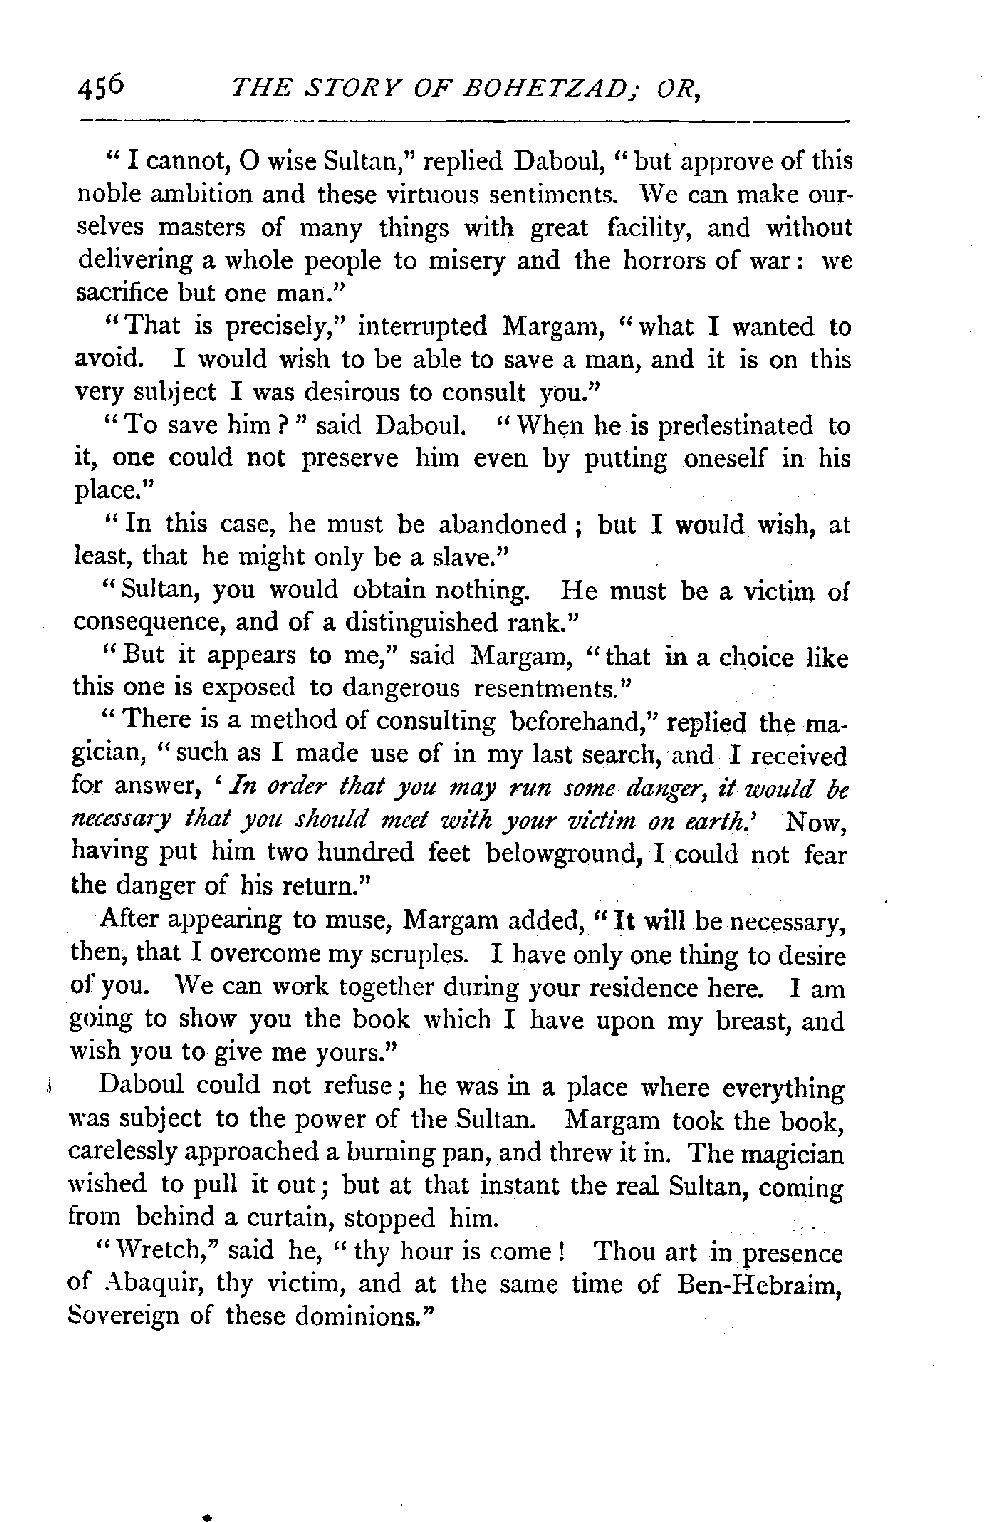 456 THE STORY OF BOHETZAD; OR,
“ I cannot, O wise Sultan,” replied Daboul, “ but approve of this
noble ambition and these virtuous sentiments. We can make our-
selves masters of many things with great facility, and without
delivering a whole people to misery and the horrors of war : we
sacrifice but one man.”
“ That is precisely,” interrupted Margam, “ what I wanted to
avoid. I would wish to be able to save a man, and it is on this
very subject I was desirous to consult you.”
“ To save him ? ” said Daboul. “ When he is predestinated to
it, one could not preserve him even by putting oneself in his
place.”
“ In this case, he must be abandoned ; but I would wish, at
least, that he might only be a slave.”
“ Sultan, you would obtain nothing. He must be a victim of
consequence, and of a distinguished rank.”
“ But it appears to me,” said Margam, “ that in a choice like
this one is exposed to dangerous resentments.”
“ There is a method of consulting beforehand,” replied the ma-
gician, “ such as I made use of in my last search, and I received
for answer, ‘ In order that you may run some danger, it would be
necessary that you should meet with your victim on earth.’ Now,
having put him two hundred feet belowground, I could not fear
the danger of his return.”
After appearing to muse, Margam added, “ It will be necessary,
then, that I overcome my scruples. I have only one thing to desire
of you. We can work together during your residence here. I am
going to show you the book which I have upon my breast, and
wish you to give me yours.”
Daboul could not refuse ; he was in a place where everything
was subject to the power of the Sultan. Margam took the book,
carelessly approached a burning pan, and threw it in. The magician
wished to pull it out ; but at that instant the real Sultan, coming
from behind a curtain, stopped him.
“ Wretch,” said he, “ thy hour is come ! Thou art in presence
of Abaquir, thy victim, and at the same time of Ben-Hebraim,
Sovereign of these dominions.”